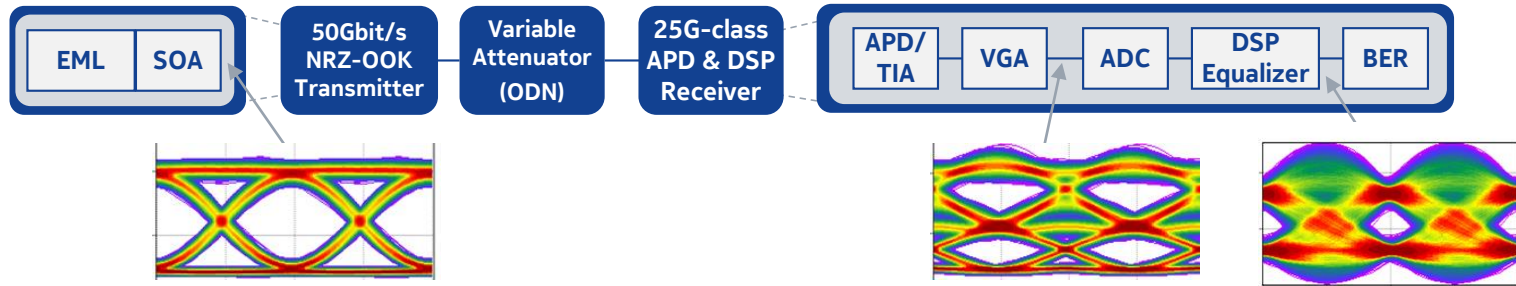 EML
SOA
50Gbit/s
NRZ-OOK
Transmitter
Variable
Attenuator
(ODN)
25G-class
APD & DSP
Receiver
APD/
TIA
VGA
ADC
DSP
Equalizer
BER